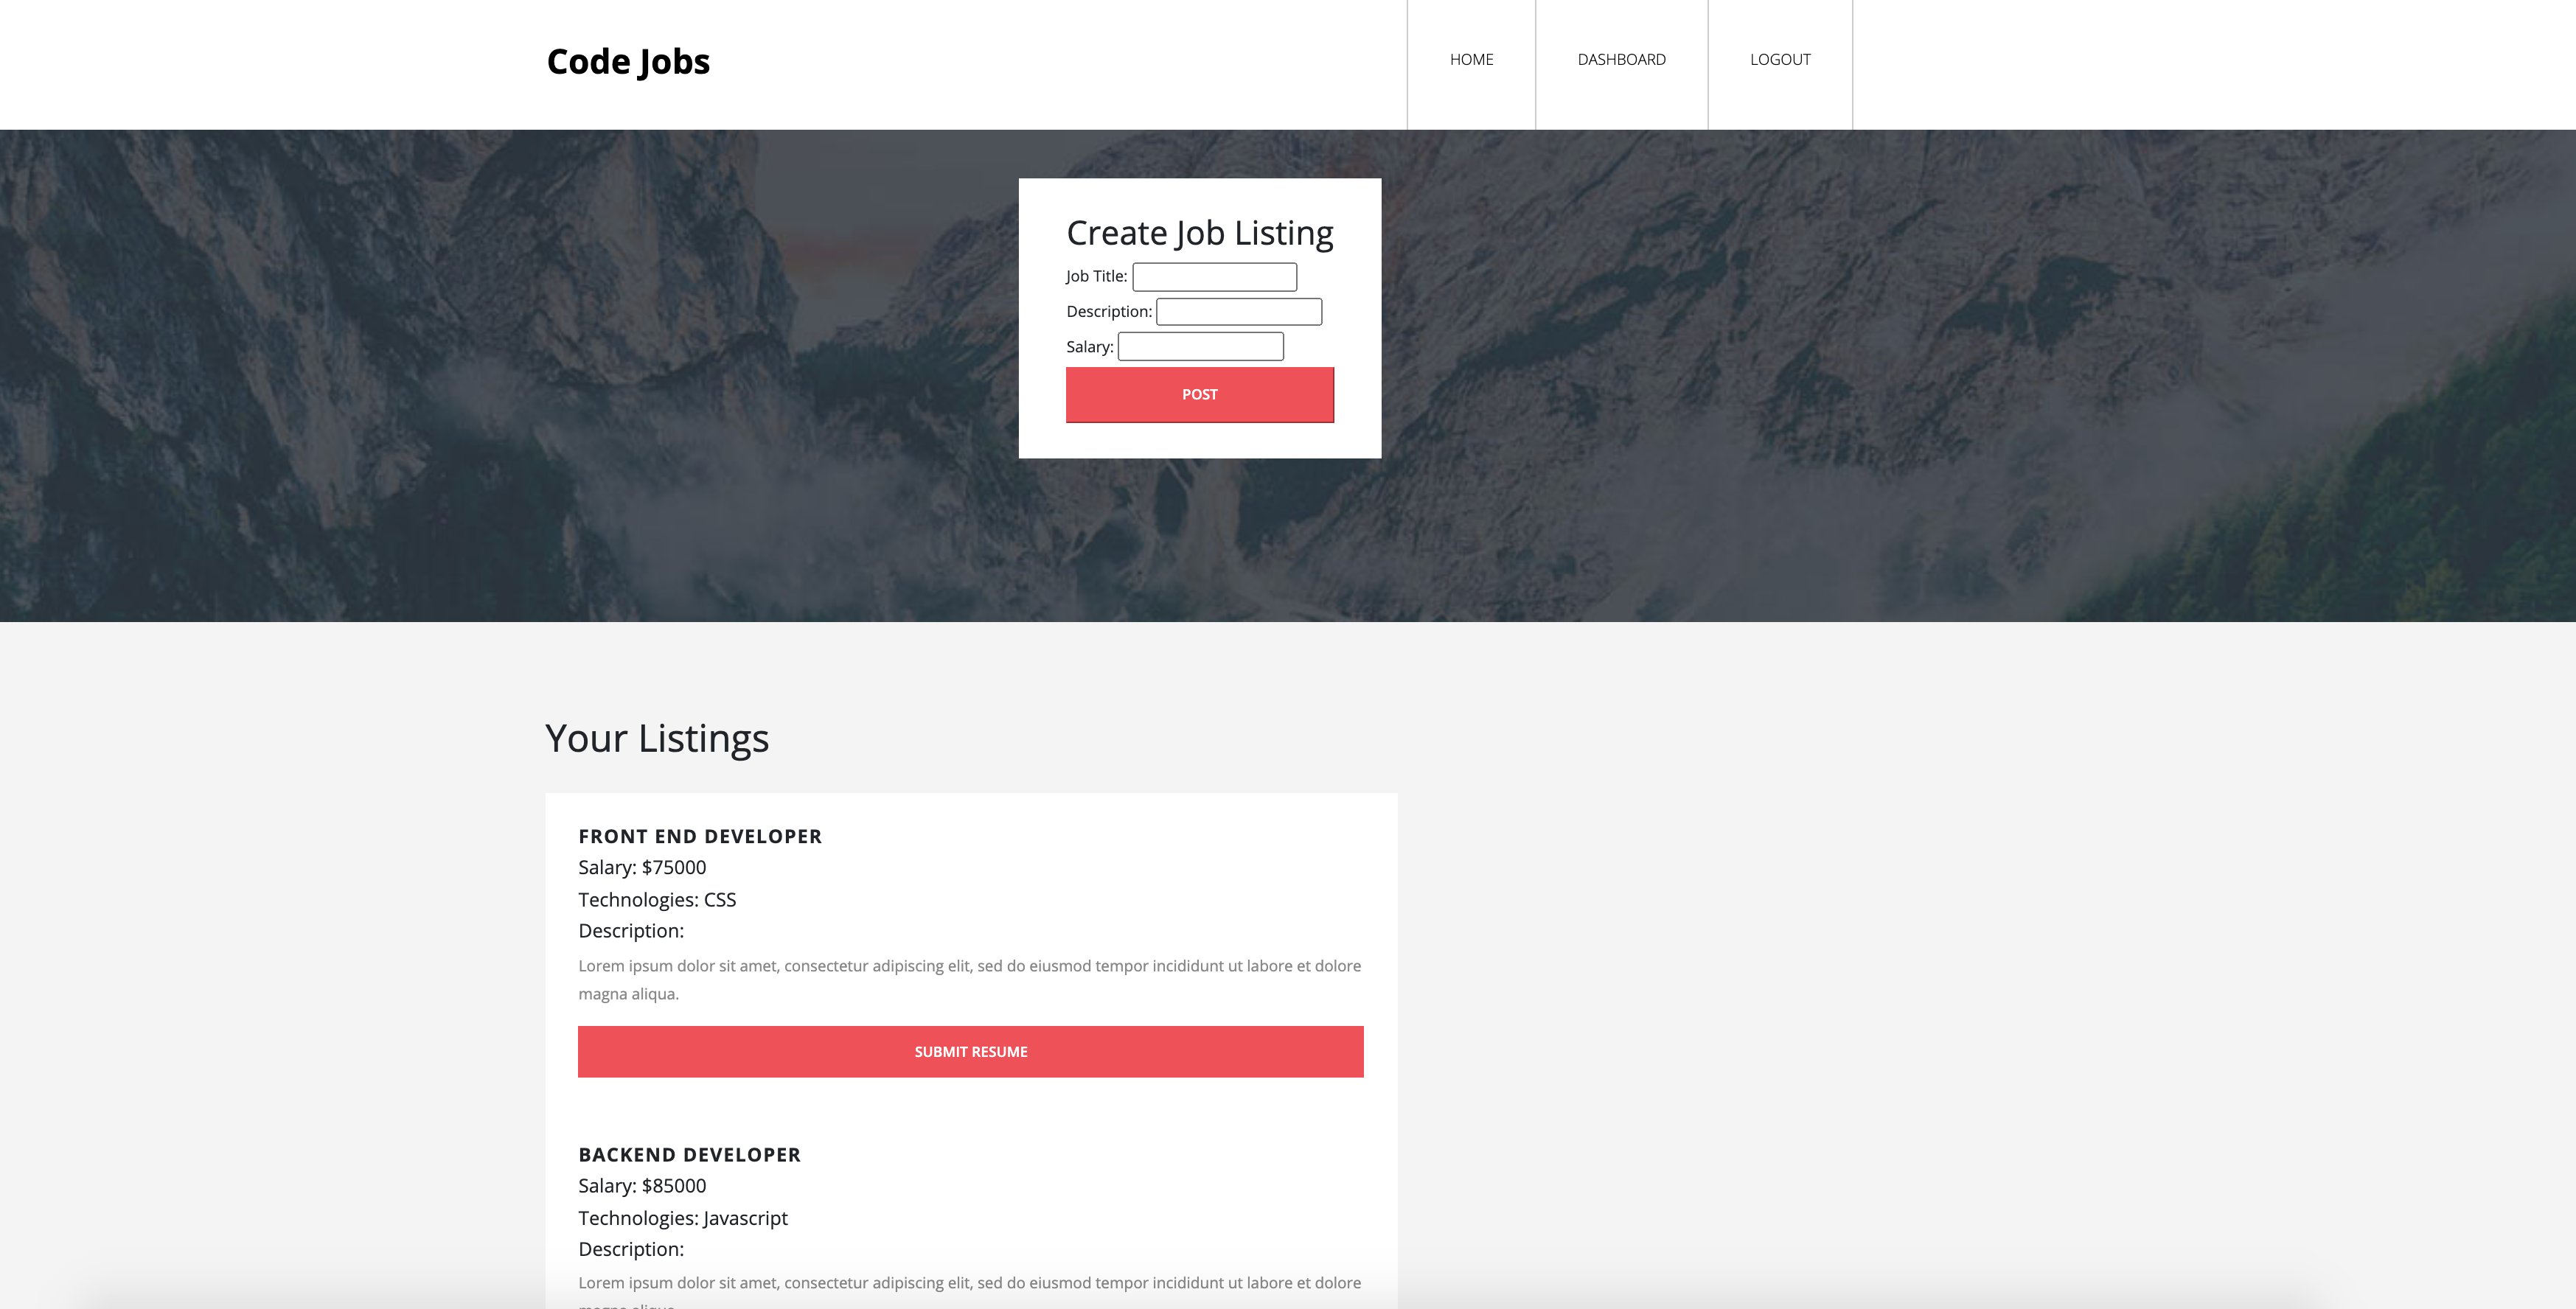 Code Jobs
HOME
DASHBOARD
LOGOUT
Create Job Listing
Job Title:
Description:
Salary:
POST
Your Listings
FRONT END DEVELOPER
Salary: $75000
Technologies: CSS
Description:
Lorem ipsum dolor sit amet, consectetur adipiscing elit, sed do eiusmod tempor incididunt ut labore et dolore
magna aliqua.
SUBMIT RESUME
BACKEND DEVELOPER
Salary: $85000
Technologies: Javascript
Description:
Lorem ipsum dolor sit amet, consectetur adipiscing elit, sed do eiusmod tempor incididunt ut labore et dolore